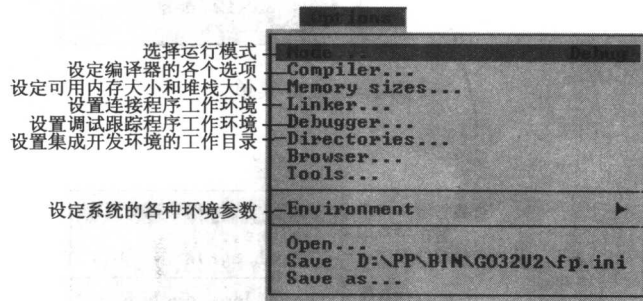 Options
选择运行模式 Mode... Debug
设定编译器的各个选项 Compiler...
设定可用内存大小和堆栈大小 Memory sizes...
设置连接程序工作环境 Linker...
设置调试跟踪程序工作环境 Debugger...
设置集成开发环境的工作目录 Directories...
Browser...
Tools...
设定系统的各种环境参数 Environment
Open...
Save D:\PP\BIN\GO32V2\fp.ini
Save as...